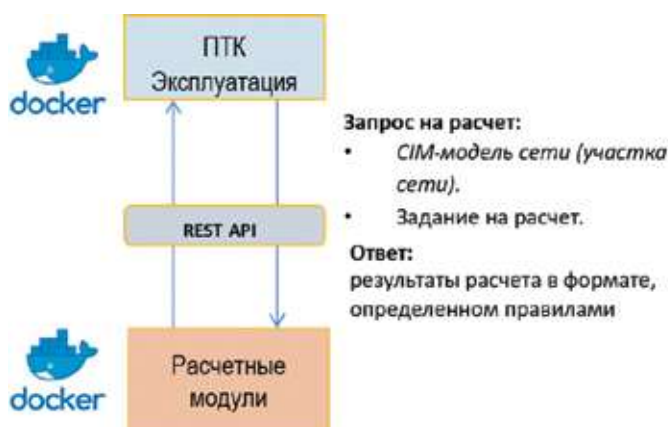 ПТК
Эксплуатация
docker
Запрос на расчет:
• CIM-модель сети (участка
сети).
• Задание на расчет.
REST API
Ответ:
результаты расчета в формате,
определенном правилами
Расчетные
модули
docker